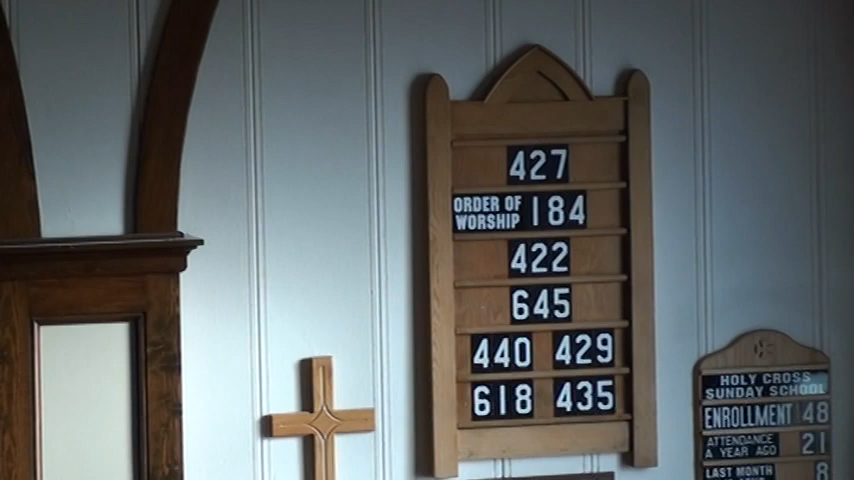 427
ORDER OF
WORSHIP 184
422
645
440 429
618 435
HOLY CROSS
SUNDAY SCHOOL
ENROLLMENT 48
ATTENDANCE
A YEAR AGO 21
LAST MONTH 8